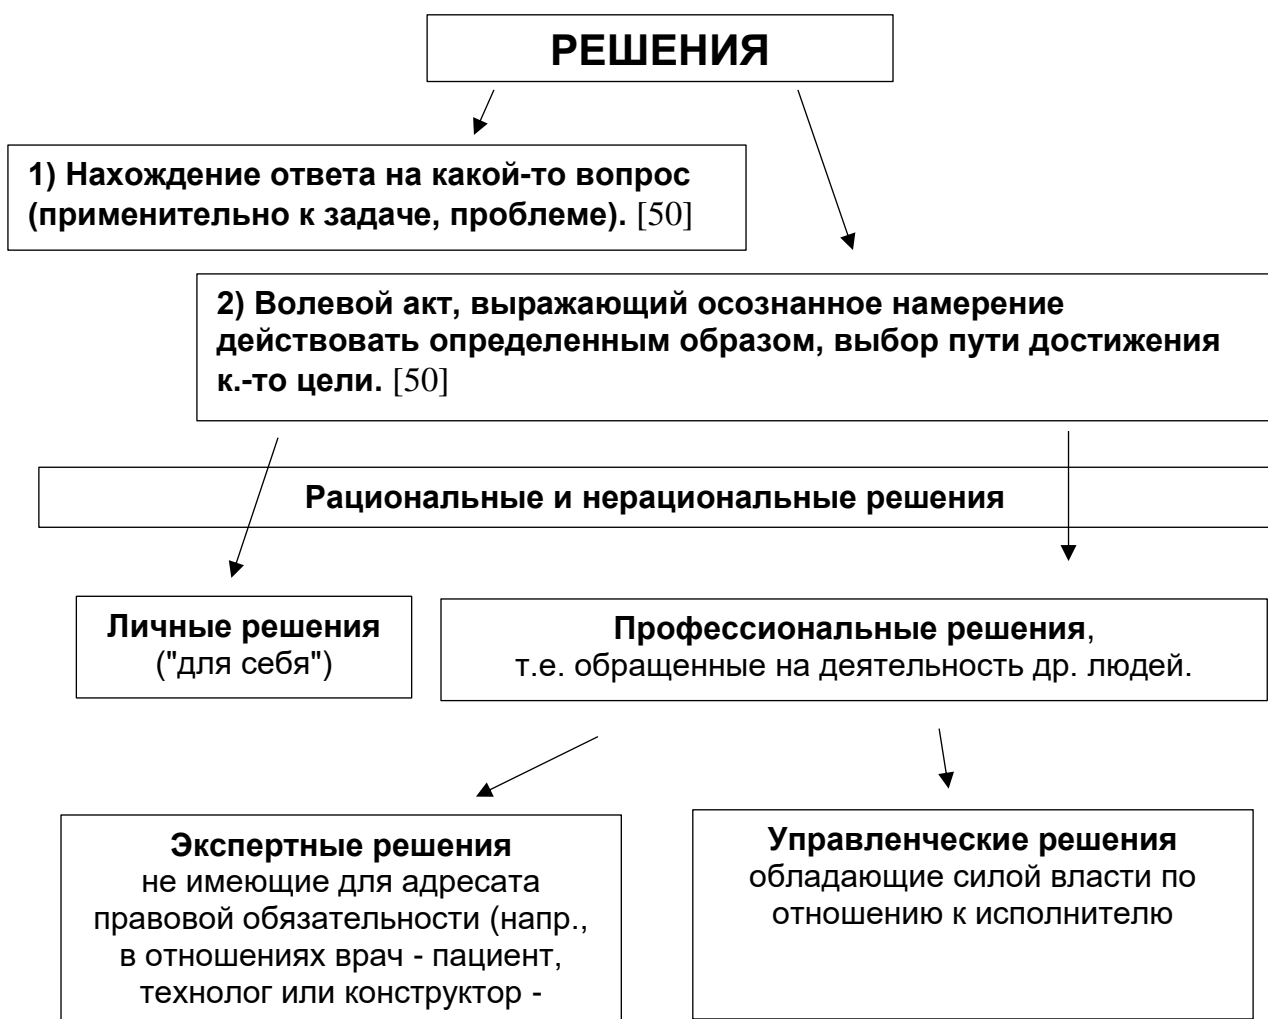 РЕШЕНИЯ
1) Нахождение ответа на какой-то вопрос
(применительно к задаче, проблеме). [50]
2) Волевой акт, выражающий осознанное намерение
действовать определенным образом, выбор пути достижения
к.-то цели. [50]
Рациональные и нерациональные решения
Личные решения
("для себя")
Профессиональные решения,
т.е. обращенные на деятельность др. людей.
Экспертные решения
не имеющие для адресата
правовой обязательности (напр.,
в отношениях врач - пациент,
технолог или конструктор -
Управленческие решения
обладающие силой власти по
отношению к исполнителю